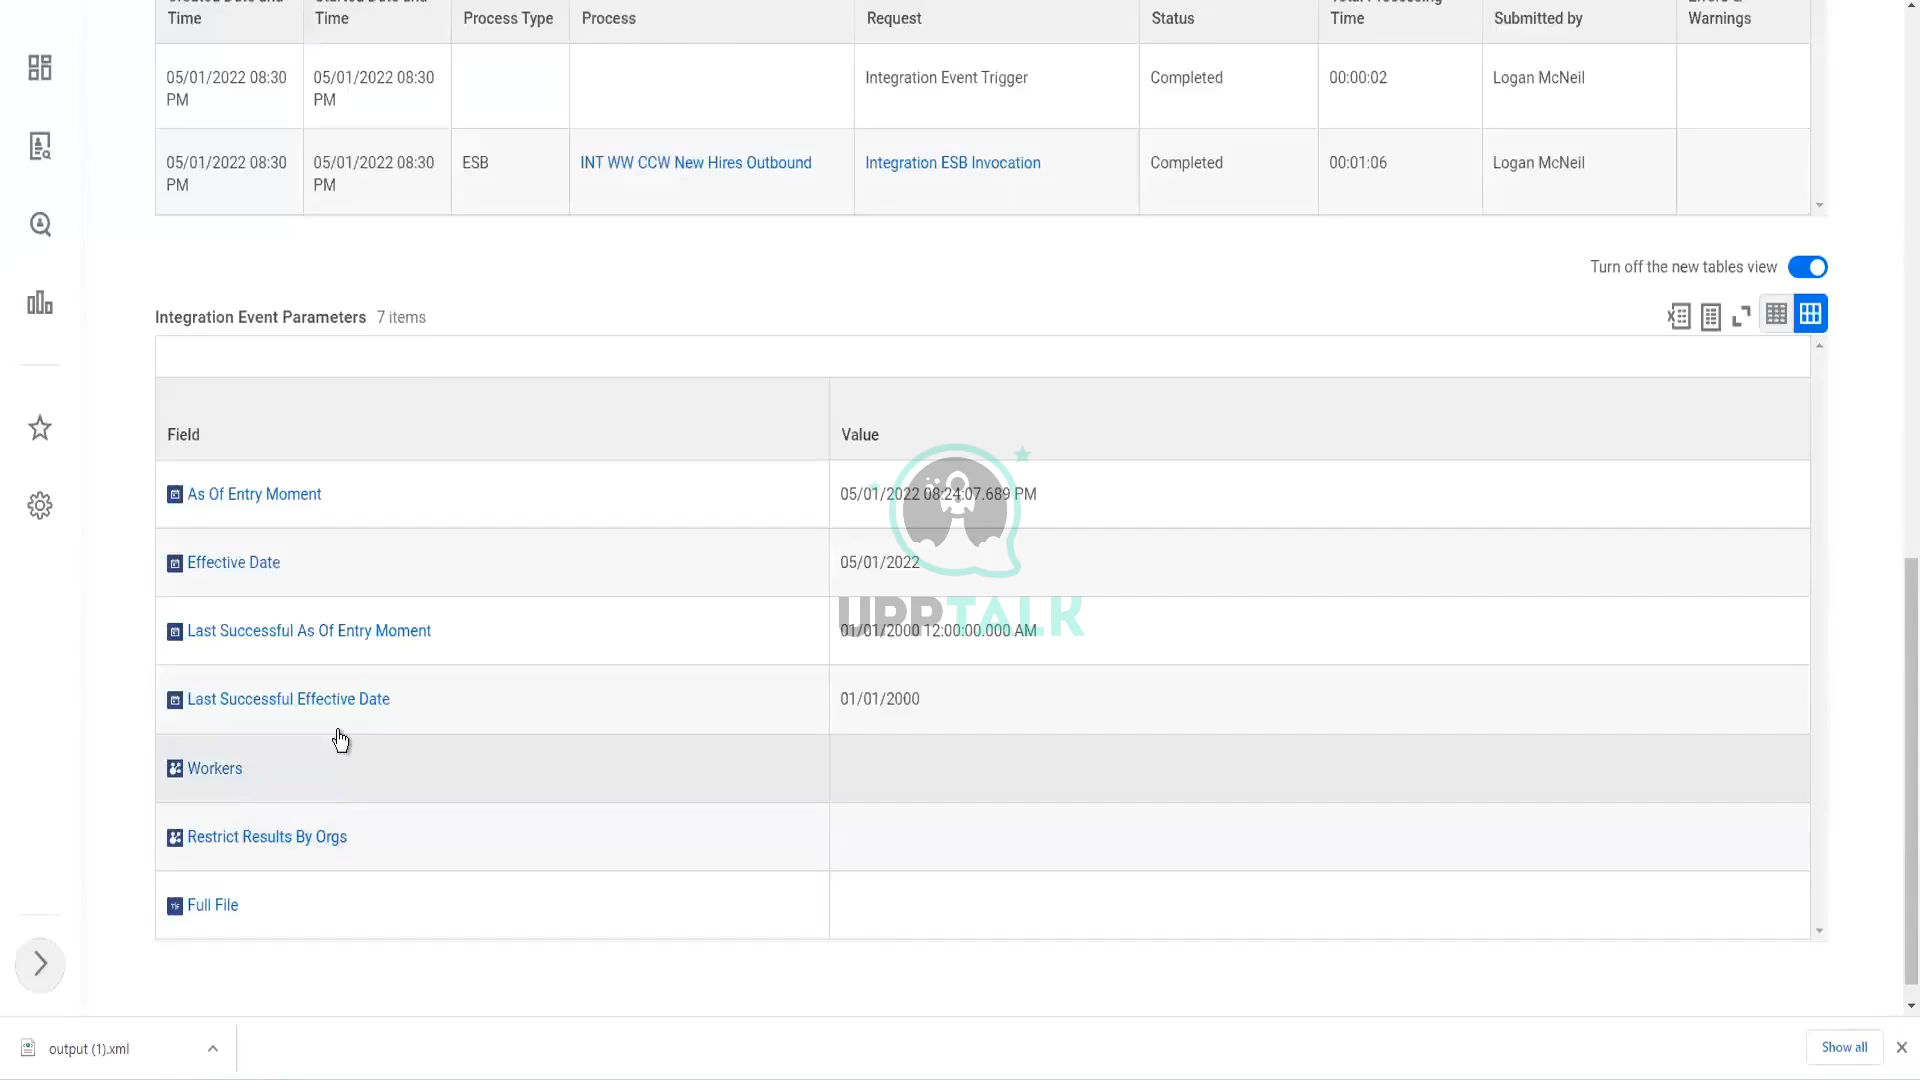 Time
Time
Process Type
Process
Request
Status
Time
Submitted by
Warnings
05/01/2022 08:30
PM
05/01/2022 08:30
PM
Integration Event Trigger
Completed
00:00:02
Logan McNeil
05/01/2022 08:30
PM
05/01/2022 08:30
PM
ESB
INT WW CCW New Hires Outbound
Integration ESB Invocation
Completed
00:01:06
Logan McNeil
Turn off the new tables view
Integration Event Parameters 7 items
Field
Value
As Of Entry Moment
05/01/2022 08:24:07.689 PM
Effective Date
05/01/2022
UPPTALK
Last Successful As Of Entry Moment
01/01/2000 12:00:00.000 AM
Last Successful Effective Date
01/01/2000
Workers
Restrict Results By Orgs
Full File
output (1).xml
Show all